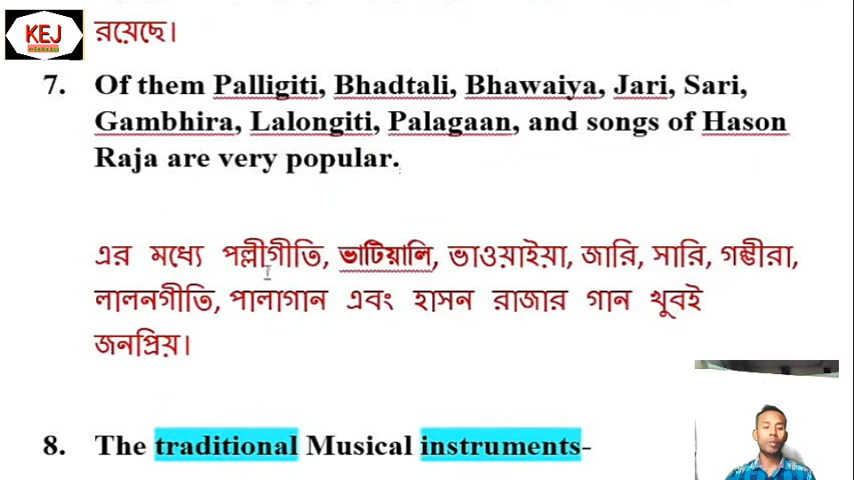 KEJ
রয়েছে।
7. Of them Palligiti, Bhadtali, Bhawaiya, Jari, Sari,
Gambhira, Lalongiti, Palagaan, and songs of Hason
Raja are very popular.
এর মধ্যে পল্লীগীতি, ভাটিয়ালি, ভাওয়াইয়া, জারি, সারি, গম্ভীরা,
লালনগীতি, পালাগান এবং হাসন রাজার গান খুবই
জনপ্রিয়।
8. The traditional Musical instruments-